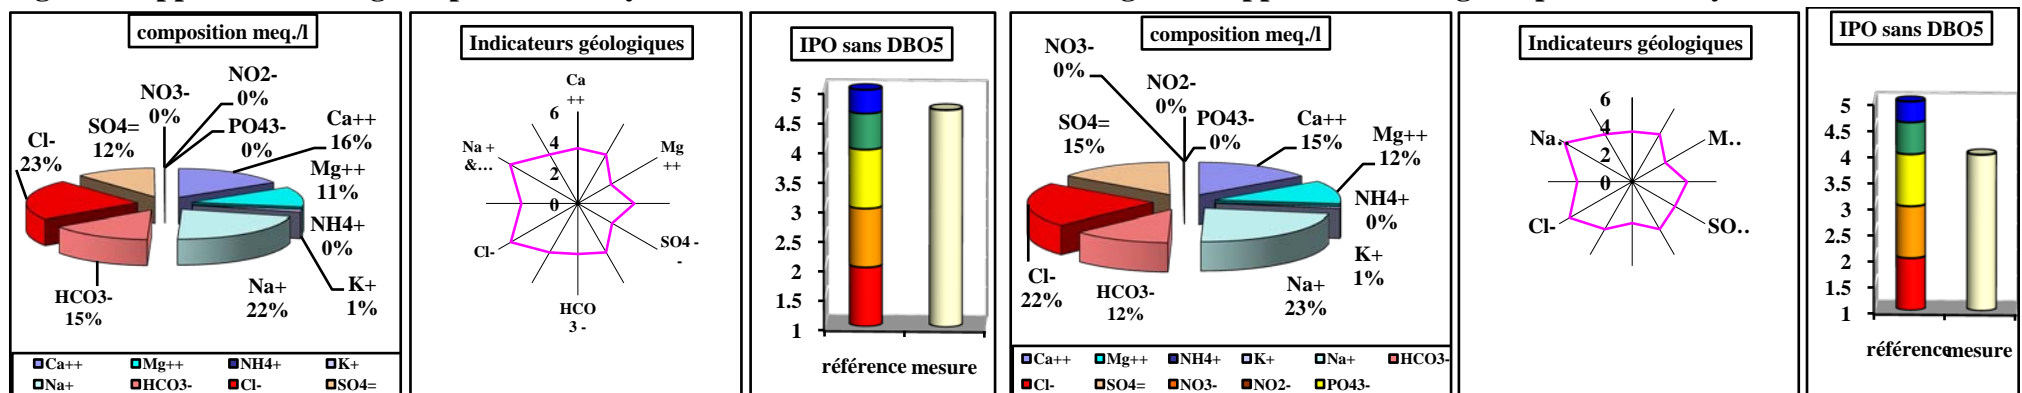 composition meq./l
NO2-
0%
NO3-
0%
SO4=
12%
PO43-
0%
Ca++
16%
Cl-
23%
Mg++
11%
NH4+
0%
K+
1%
Na+
22%
HCO3-
15%
Ca++ Mg++ NH4+ K+
Na+ HCO3- Cl- SO4=
Indicateurs géologiques
Ca
++
6
Na +
&...
4
Mg
++
2
0
Cl-
SO4 -
-
HCO
3 -
IPO sans DBO5
5
4.5
4
3.5
3
2.5
2
1.5
1
référence mesure
composition meq./l
NO3-
0%
NO2-
0%
SO4=
15%
PO43-
0%
Ca++
15%
Mg++
12%
NH4+
0%
K+
1%
Na+
23%
HCO3-
12%
Cl-
22%
Ca++ Mg++ NH4+ K+ Na+ HCO3-
Cl- SO4= NO3- NO2- PO43-
Indicateurs géologiques
6
Na.. 4 M..
2
0
Cl- SO..
IPO sans DBO5
5
4.5
4
3.5
3
2.5
2
1.5
1
référence mesure